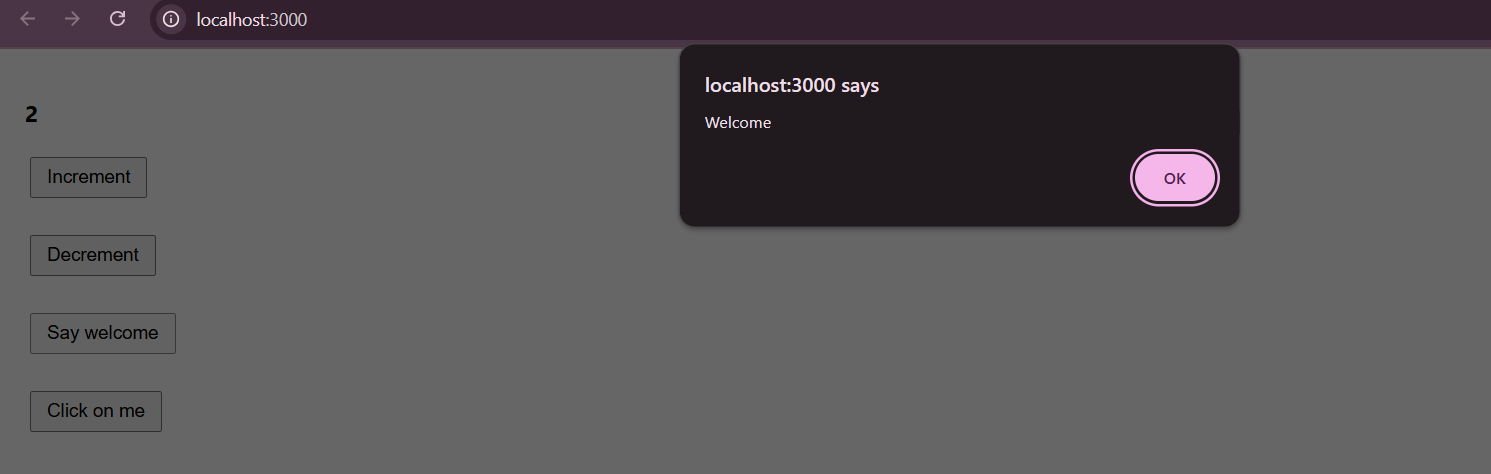 localhost:3000
localhost:3000 says
Welcome
OK
2
Increment
Decrement
Say welcome
Click on me